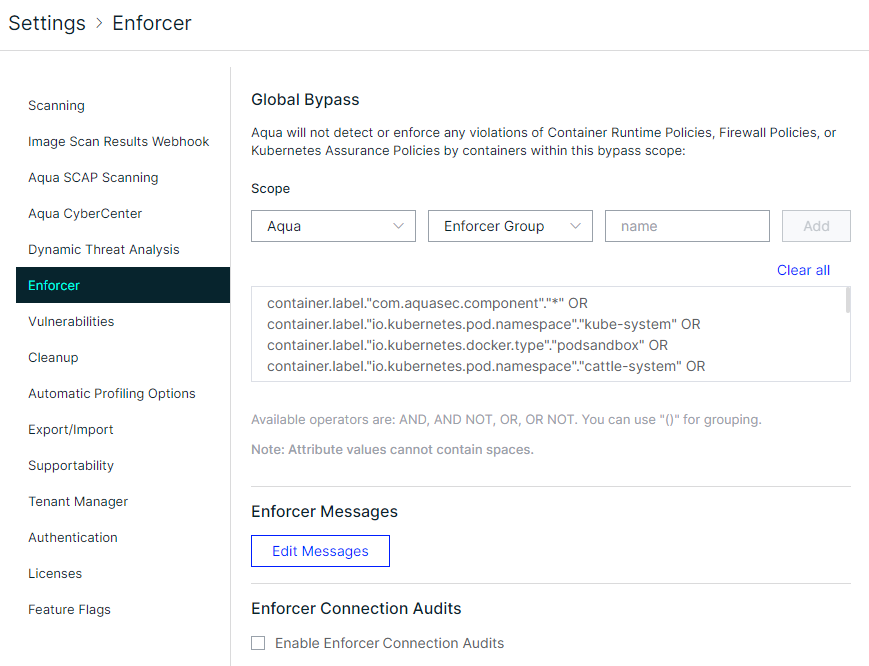 Settings > Enforcer
Scanning
Image Scan Results Webhook
Aqua SCAP Scanning
Aqua CyberCenter
Dynamic Threat Analysis
Enforcer
Vulnerabilities
Cleanup
Automatic Profiling Options
Export/Import
Supportability
Tenant Manager
Authentication
Licenses
Feature Flags
Global Bypass
Aqua will not detect or enforce any violations of Container Runtime Policies, Firewall Policies, or
Kubernetes Assurance Policies by containers within this bypass scope:
Scope
Aqua Enforcer Group name Add
Clear all
container.label."com.aquasec.component"."*" OR
container.label."io.kubernetes.pod.namespace"."kube-system" OR
container.label."io.kubernetes.docker.type"."podsandbox" OR
container.label."io.kubernetes.pod.namespace"."cattle-system" OR
Available operators are: AND, AND NOT, OR, OR NOT. You can use "()" for grouping.
Note: Attribute values cannot contain spaces.
Enforcer Messages
Edit Messages
Enforcer Connection Audits
Enable Enforcer Connection Audits